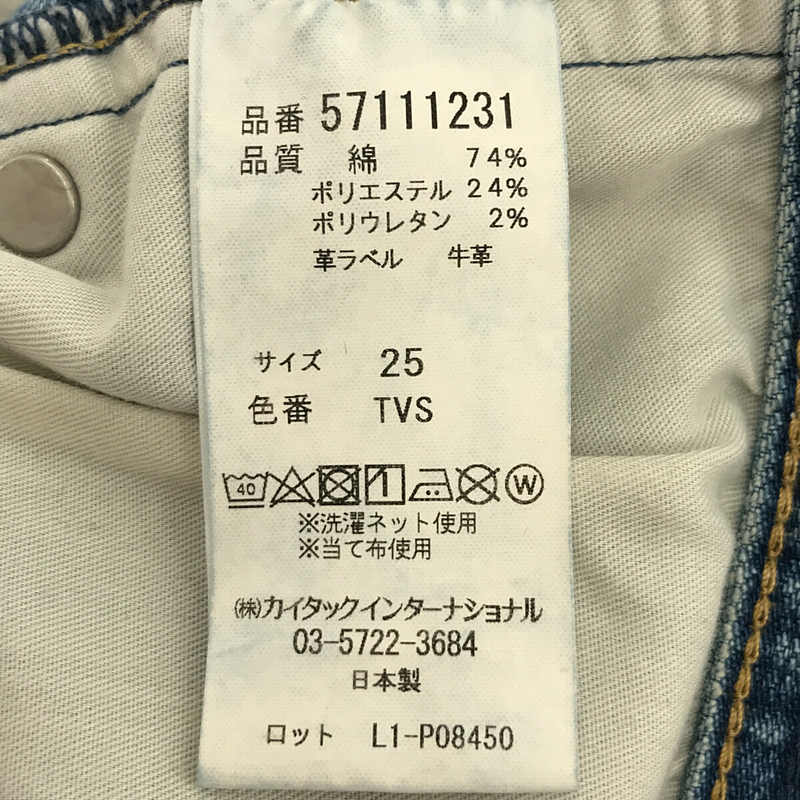 品番 57111231
品質 綿 74%
ポリエステル 24%
ポリウレタン 2%
革ラベル 牛革
サイズ 25
色番 TVS
40 W
※洗濯ネット使用
※当て布使用
㈱カイタックインターナショナル
03-5722-3684
日本製
ロット L1-P08450